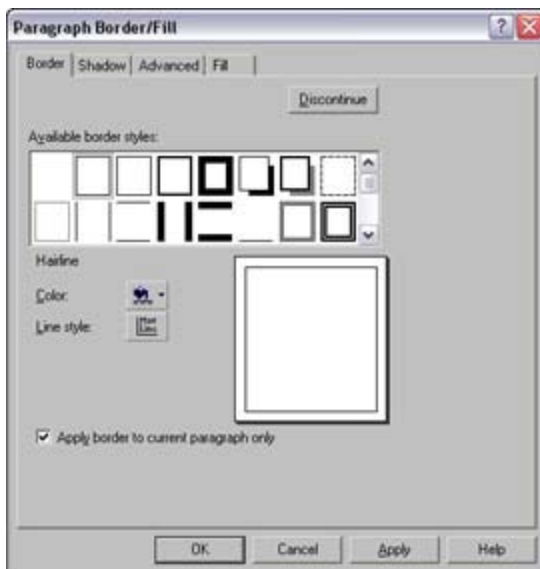 Paragraph Border/Fill
Border Shadow Advanced Fill
Discontinue
Available border styles:
Hairline
Color:
Line style:
Apply border to current paragraph only
OK Cancel Apply Help